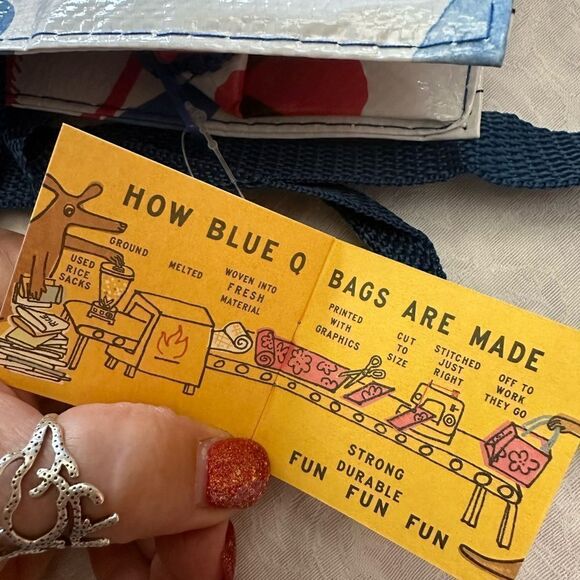 HOW BLUE Q BAGS ARE MADE
USED
RICE
SACKS
GROUND
MELTED
WOVEN INTO
FRESH
MATERIAL
PRINTED
WITH
GRAPHICS
CUT
TO
SIZE
STITCHED
JUST
RIGHT
OFF TO
WORK
THEY GO
STRONG
DURABLE
FUN FUN FUN